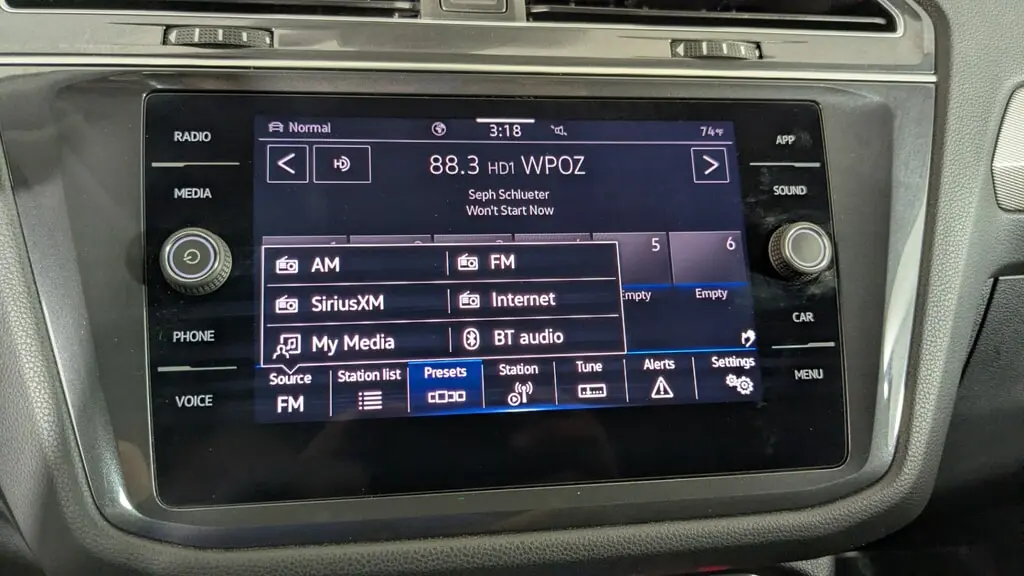 RADIO
MEDIA
PHONE
VOICE
Normal
3:18
74°F
88.3 HD1 WPOZ
Seph Schlueter
Won't Start Now
5
6
Empty
AM
FM
SiriusXM
Internet
My Media
BT audio
Source
FM
Station list
Presets
Station
Tune
Alerts
Settings
APP
SOUND
CAR
MENU